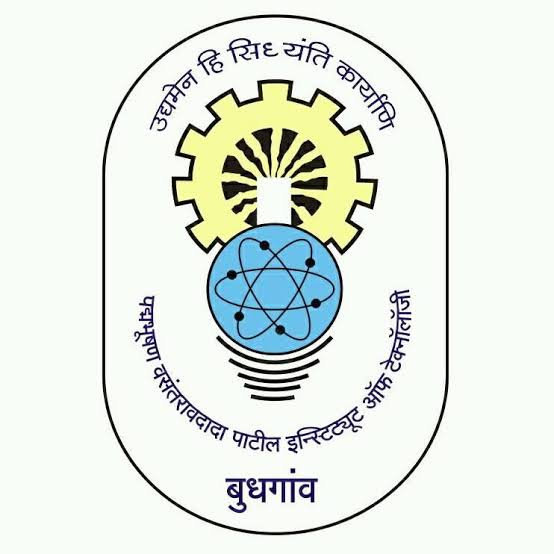 उद्यमेन हि सिध्यंति कार्याणि
पद्मभूषण वसंतरावदादा पाटील इन्स्टिट्यूट ऑफ टेक्नॉलॉजी
बुधगांव